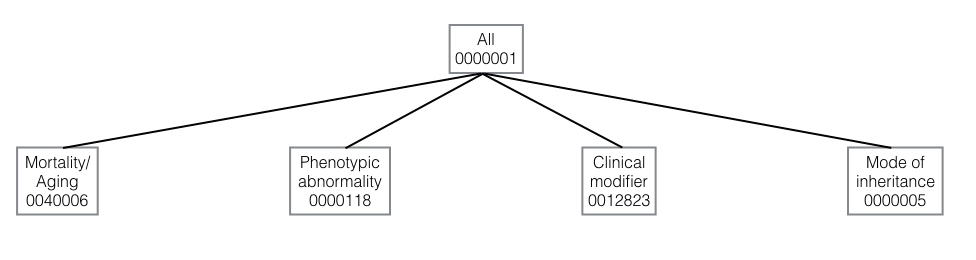 All
0000001
Mortality/
Aging
0040006
Phenotypic
abnormality
0000118
Clinical
modifier
0012823
Mode of
inheritance
0000005